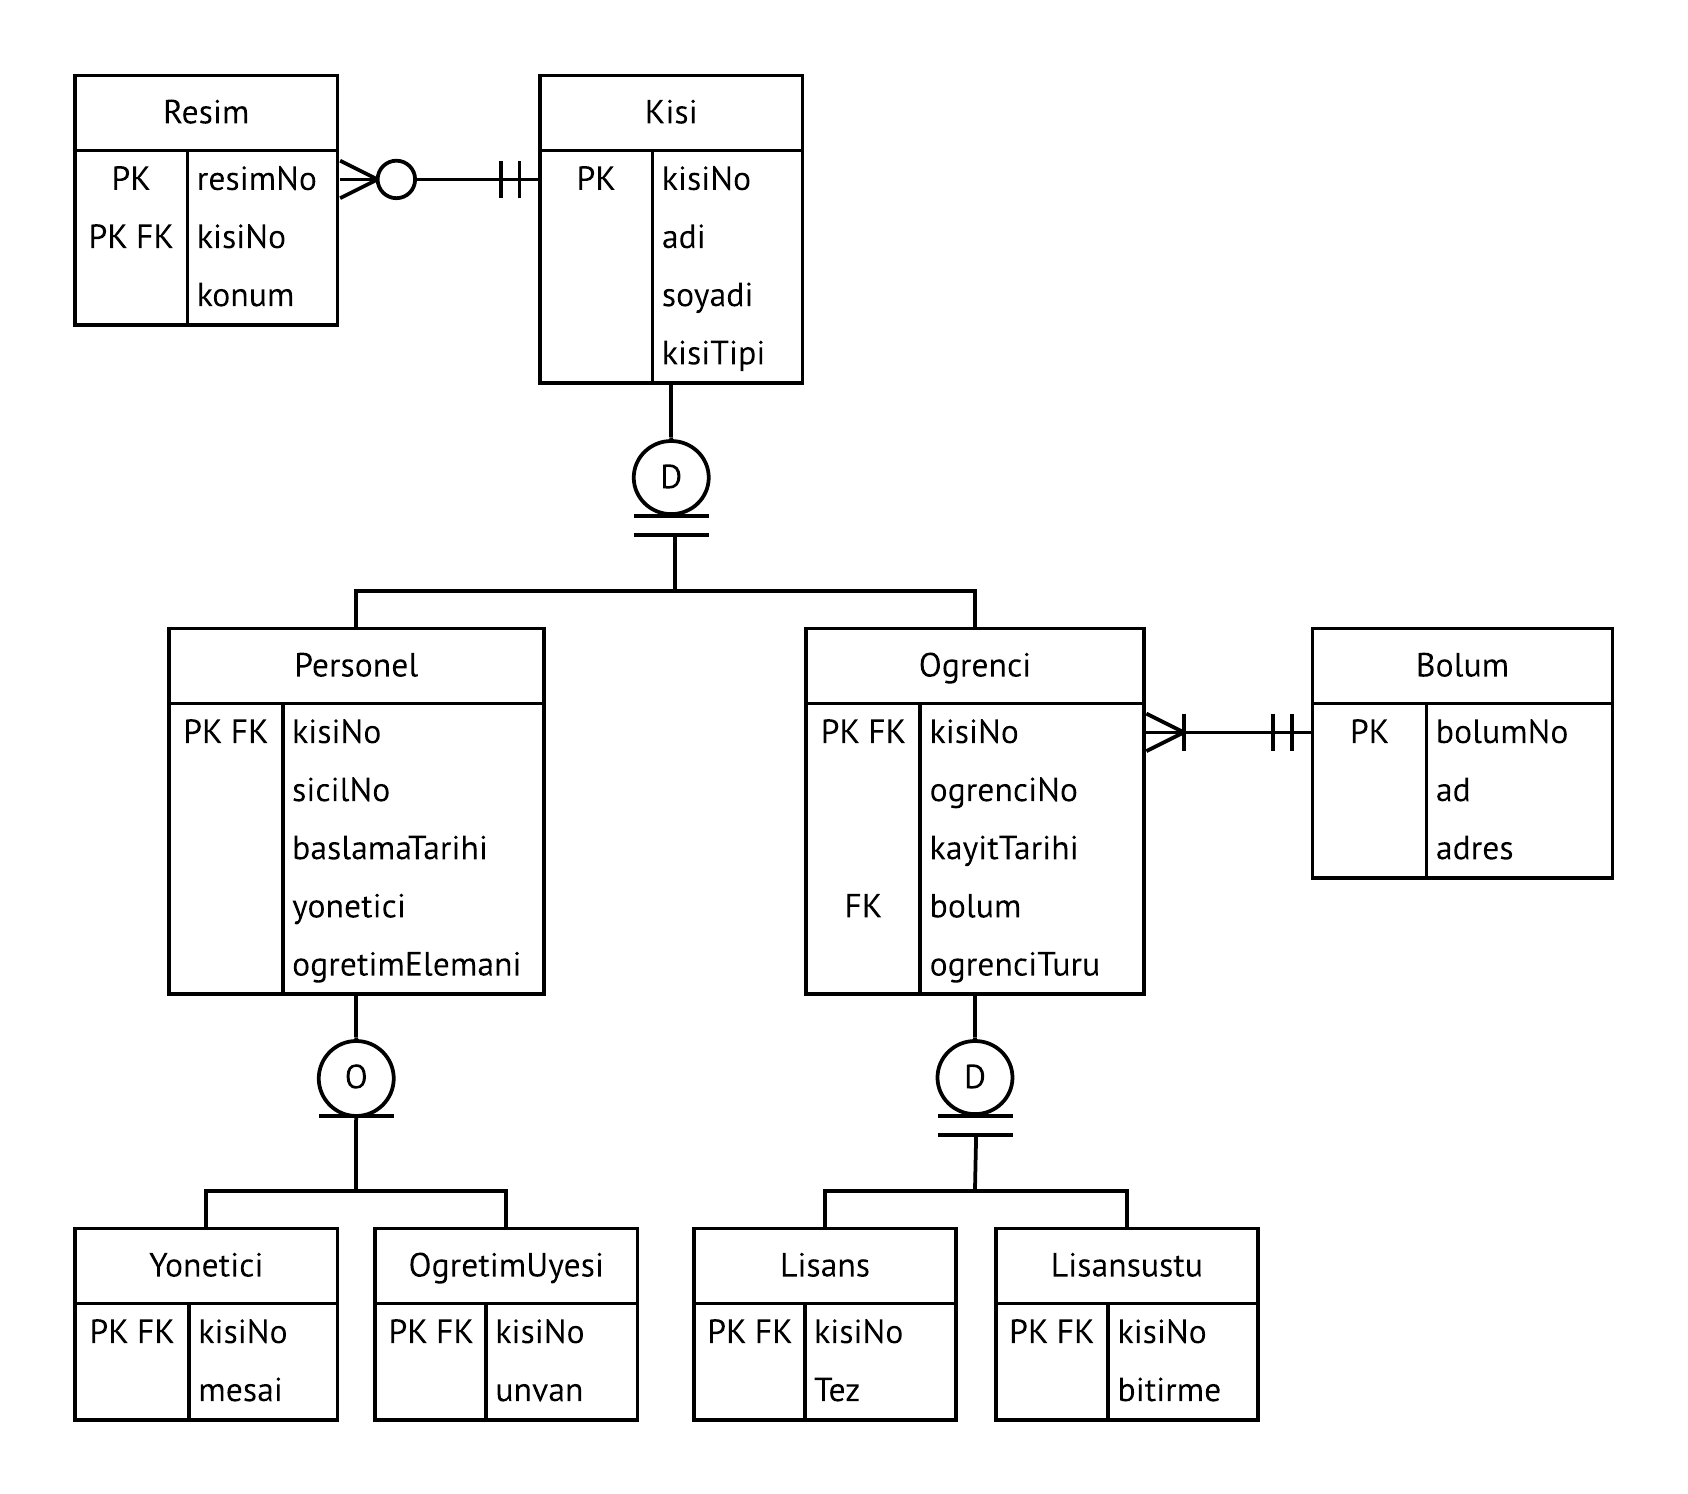 Resim
PK resimNo
PK FK kisiNo
konum
Kisi
PK kisiNo
adi
soyadi
kisiTipi
D
Personel
PK FK kisiNo
sicilNo
baslamaTarihi
yonetici
ogretimElemani
Ogrenci
PK FK kisiNo
ogrenciNo
kayitTarihi
FK bolum
ogrenciTuru
Bolum
PK bolumNo
ad
adres
O
D
Yonetici
PK FK kisiNo
mesai
OgretimUyesi
PK FK kisiNo
unvan
Lisans
PK FK kisiNo
Tez
Lisansustu
PK FK kisiNo
bitirme